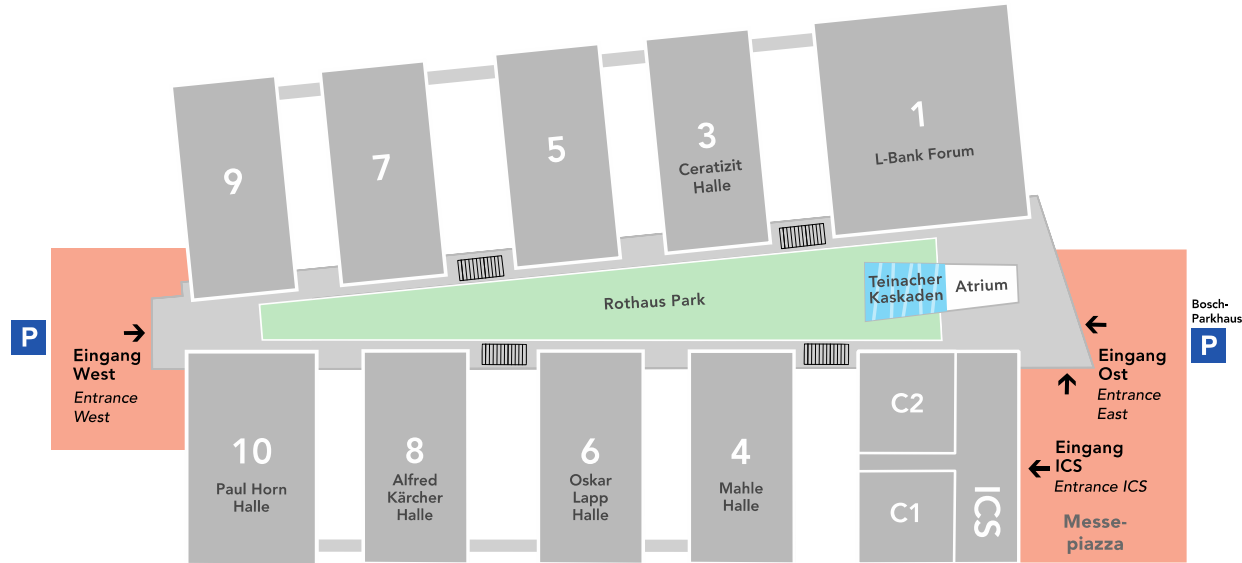 1
L-Bank Forum
3
Ceratizit
Halle
5
7
9
Teinacher
Kaskaden
Atrium
Rothaus Park
Bosch-
Parkhaus
P
P
Eingang
West
Entrance
West
Eingang
Ost
Entrance
East
10
Paul Horn
Halle
8
Alfred
Kärcher
Halle
6
Oskar
Lapp
Halle
4
Mahle
Halle
C2
C1
ICS
Eingang
ICS
Entrance ICS
Messe-
piazza